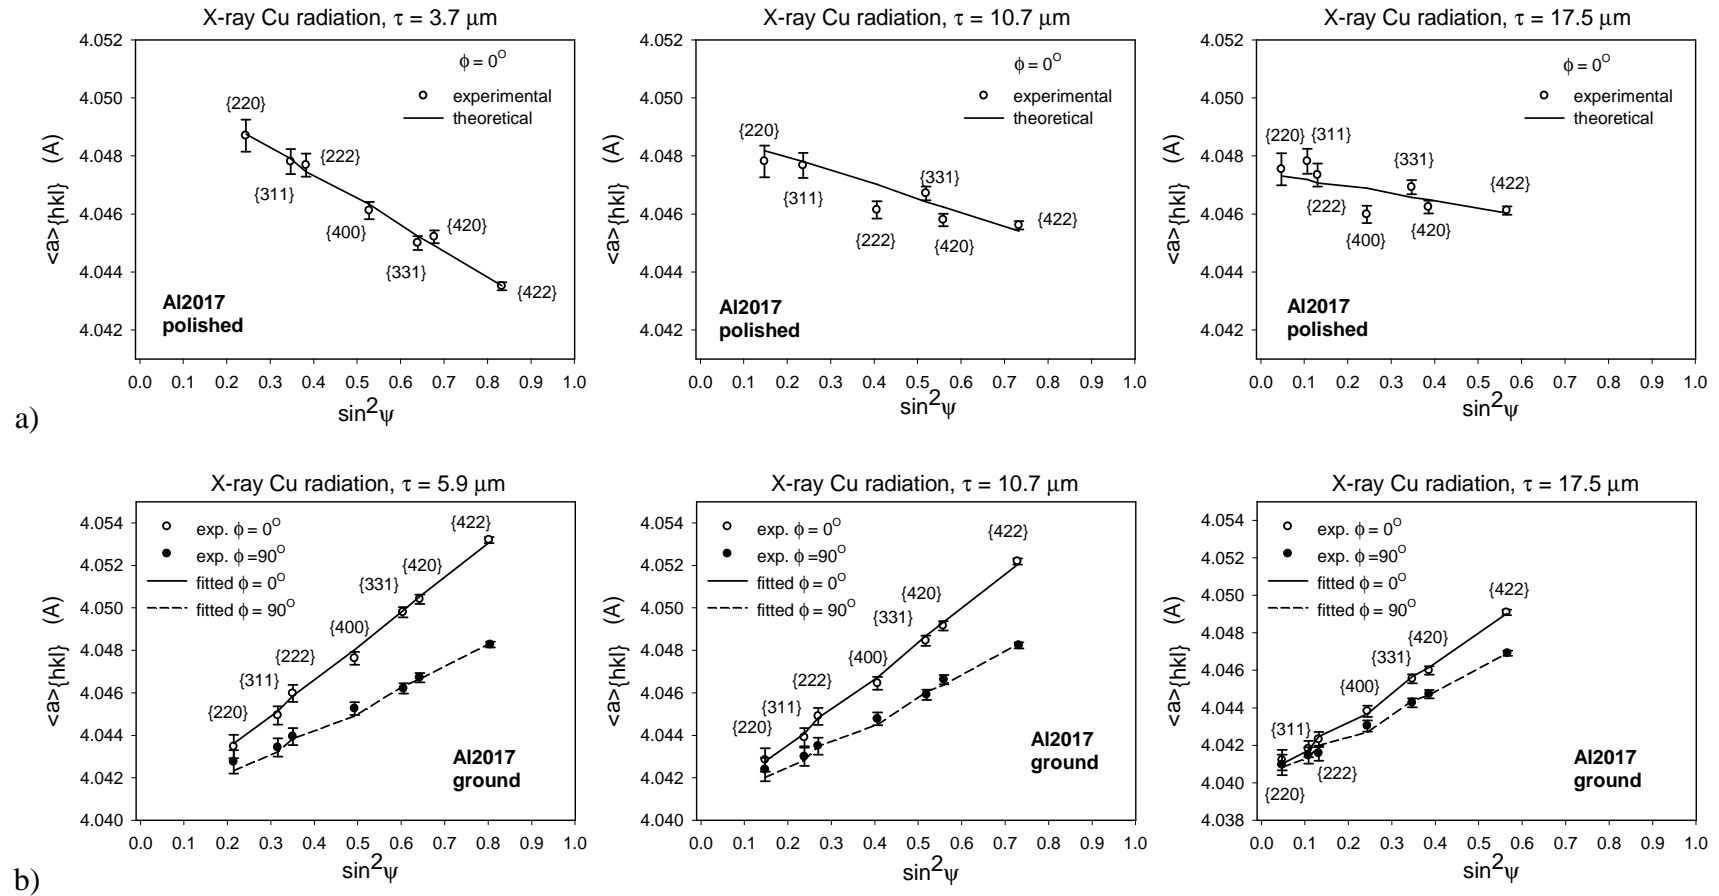 X-ray Cu radiation, τ = 3.7 μm
4.052
4.050
4.048
4.046
4.044
4.042
<a>{hkl} (A)
ϕ = 0°
experimental
theoretical
{220}
{222}
{311}
{400}
{420}
{331}
{422}
Al2017
polished
0.0 0.1 0.2 0.3 0.4 0.5 0.6 0.7 0.8 0.9 1.0
sin²ψ
X-ray Cu radiation, τ = 10.7 μm
4.052
4.050
4.048
4.046
4.044
4.042
<a>{hkl} (A)
ϕ = 0°
experimental
theoretical
{220}
{311}
{331}
{222}
{420}
{422}
Al2017
polished
0.0 0.1 0.2 0.3 0.4 0.5 0.6 0.7 0.8 0.9 1.0
sin²ψ
X-ray Cu radiation, τ = 17.5 μm
4.052
4.050
4.048
4.046
4.044
4.042
<a>{hkl} (A)
ϕ = 0°
experimental
theoretical
{220}
{311}
{331}
{422}
{222}
{400}
{420}
Al2017
polished
0.0 0.1 0.2 0.3 0.4 0.5 0.6 0.7 0.8 0.9 1.0
sin²ψ
a)
X-ray Cu radiation, τ = 5.9 μm
4.054
4.052
4.050
4.048
4.046
4.044
4.042
4.040
<a>{hkl} (A)
exp. ϕ = 0°
exp. ϕ =90°
fitted ϕ = 0°
fitted ϕ = 90°
{422}
{420}
{331}
{400}
{222}
{311}
{220}
Al2017
ground
0.0 0.1 0.2 0.3 0.4 0.5 0.6 0.7 0.8 0.9 1.0
sin²ψ
X-ray Cu radiation, τ = 10.7 μm
4.054
4.052
4.050
4.048
4.046
4.044
4.042
4.040
<a>{hkl} (A)
exp. ϕ = 0°
exp. ϕ =90°
fitted ϕ = 0°
fitted ϕ = 90°
{422}
{420}
{331}
{400}
{222}
{311}
{220}
Al2017
ground
0.0 0.1 0.2 0.3 0.4 0.5 0.6 0.7 0.8 0.9 1.0
sin²ψ
X-ray Cu radiation, τ = 17.5 μm
4.054
4.052
4.050
4.048
4.046
4.044
4.042
4.040
4.038
<a>{hkl} (A)
exp. ϕ = 0°
exp. ϕ =90°
fitted ϕ = 0°
fitted ϕ = 90°
{422}
{420}
{331}
{400}
{311}
{222}
{220}
Al2017
ground
0.0 0.1 0.2 0.3 0.4 0.5 0.6 0.7 0.8 0.9 1.0
sin²ψ
b)